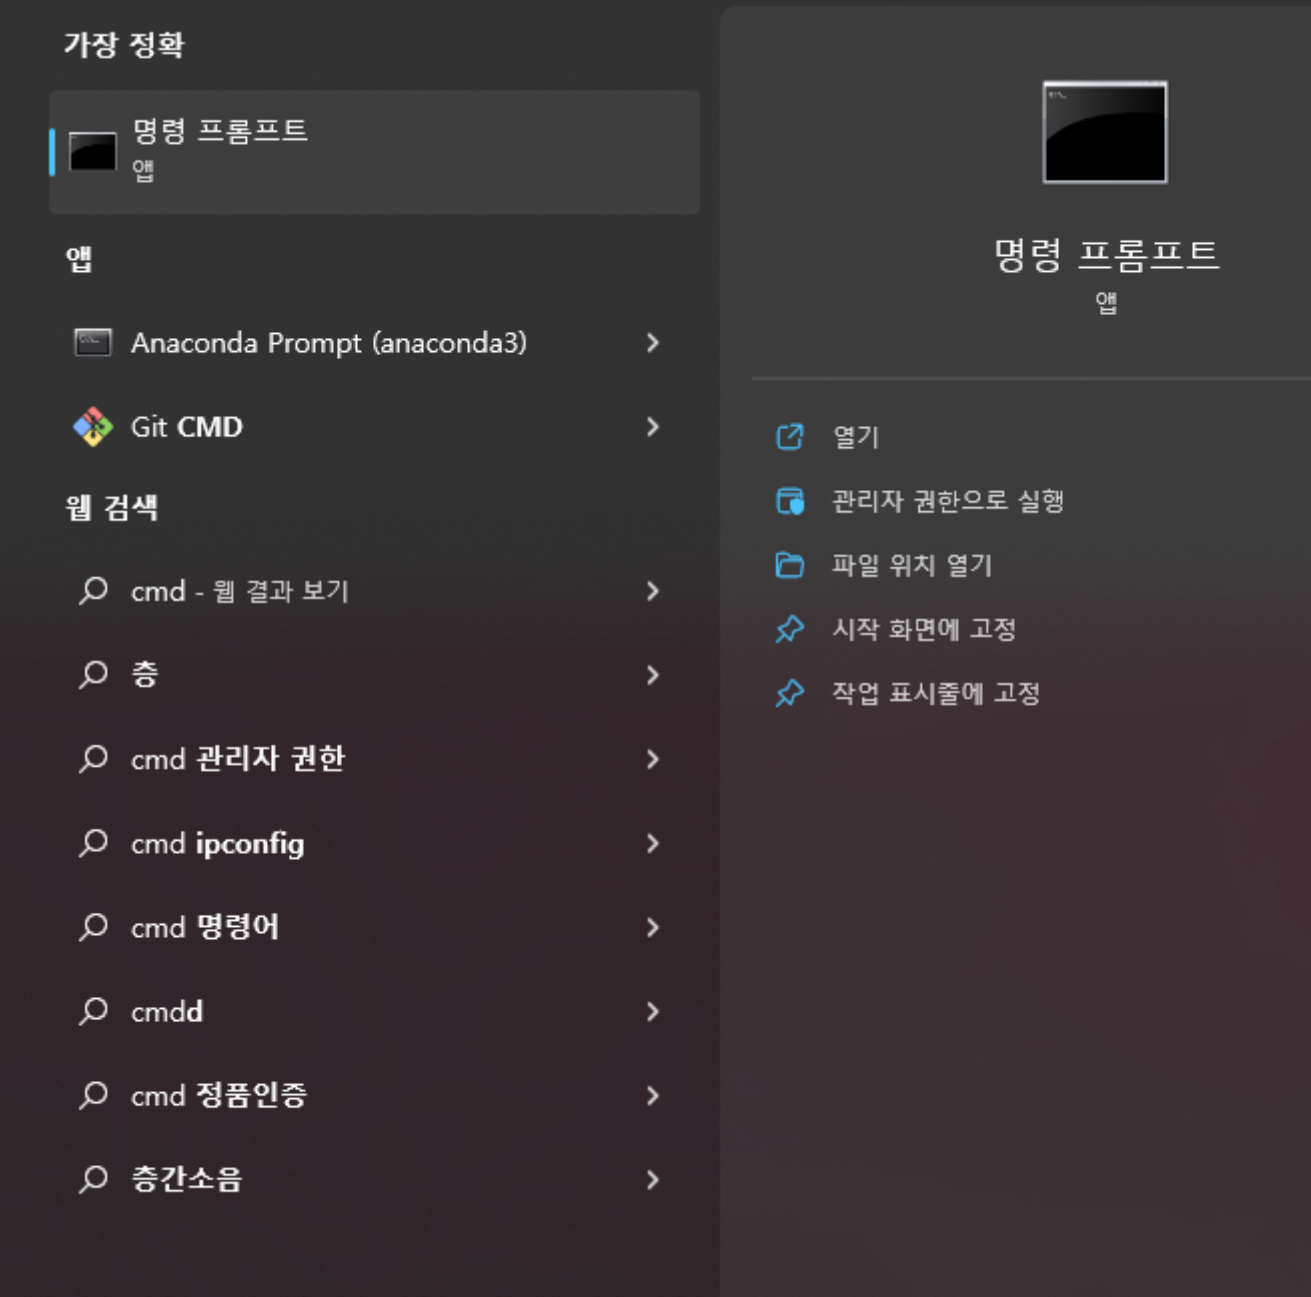 가장 정확
명령 프롬프트
앱
앱
Anaconda Prompt (anaconda3)
Git CMD
웹 검색
cmd - 웹 결과 보기
층
cmd 관리자 권한
cmd ipconfig
cmd 명령어
cmdd
cmd 정품인증
층간소음
명령 프롬프트
앱
열기
관리자 권한으로 실행
파일 위치 열기
시작 화면에 고정
작업 표시줄에 고정